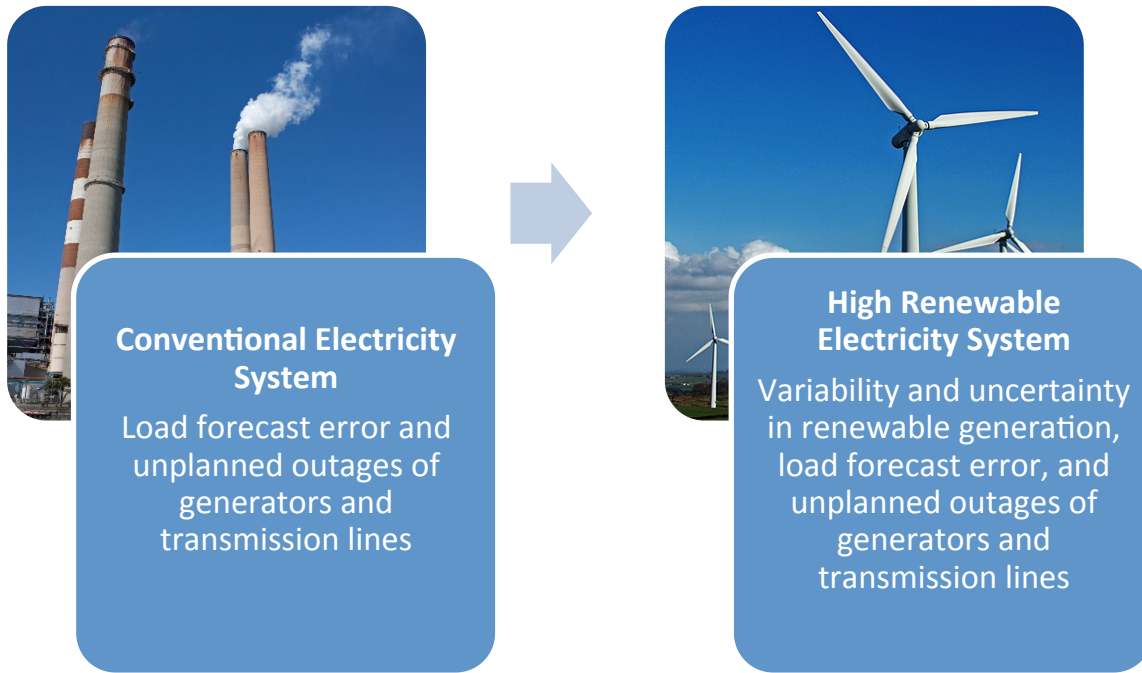 Conventional Electricity
System
Load forecast error and
unplanned outages of
generators and
transmission lines
High Renewable
Electricity System
Variability and uncertainty
in renewable generation,
load forecast error, and
unplanned outages of
generators and
transmission lines